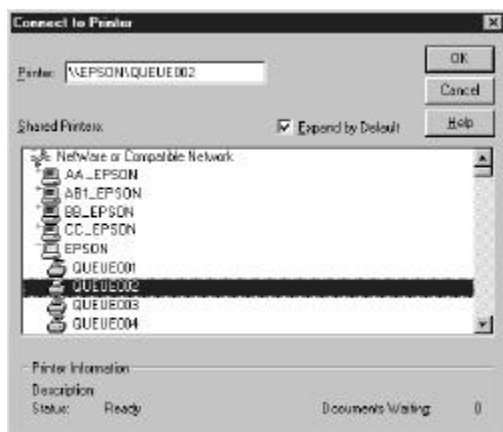 Connect to Printer
Printer: \\EPSON\QUEUE002
OK
Cancel
Help
Shared Printers:
Expand by Default
NetWare or Compatible Network
AA_EPSON
AB1_EPSON
BB_EPSON
CC_EPSON
EPSON
QUEUE001
QUEUE002
QUEUE003
QUEUE004
Printer Information
Description:
Status: Ready Documents Waiting: 0